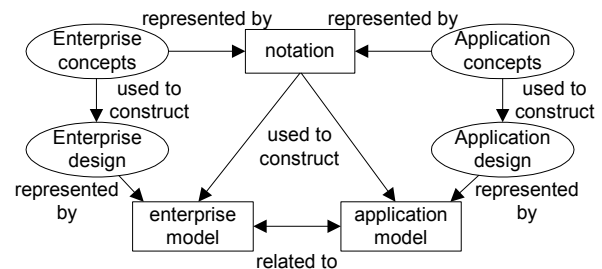 represented by
represented by
Enterprise
concepts
notation
Application
concepts
used to
construct
used to
construct
Enterprise
design
used to
construct
Application
design
represented
by
represented
by
enterprise
model
application
model
related to